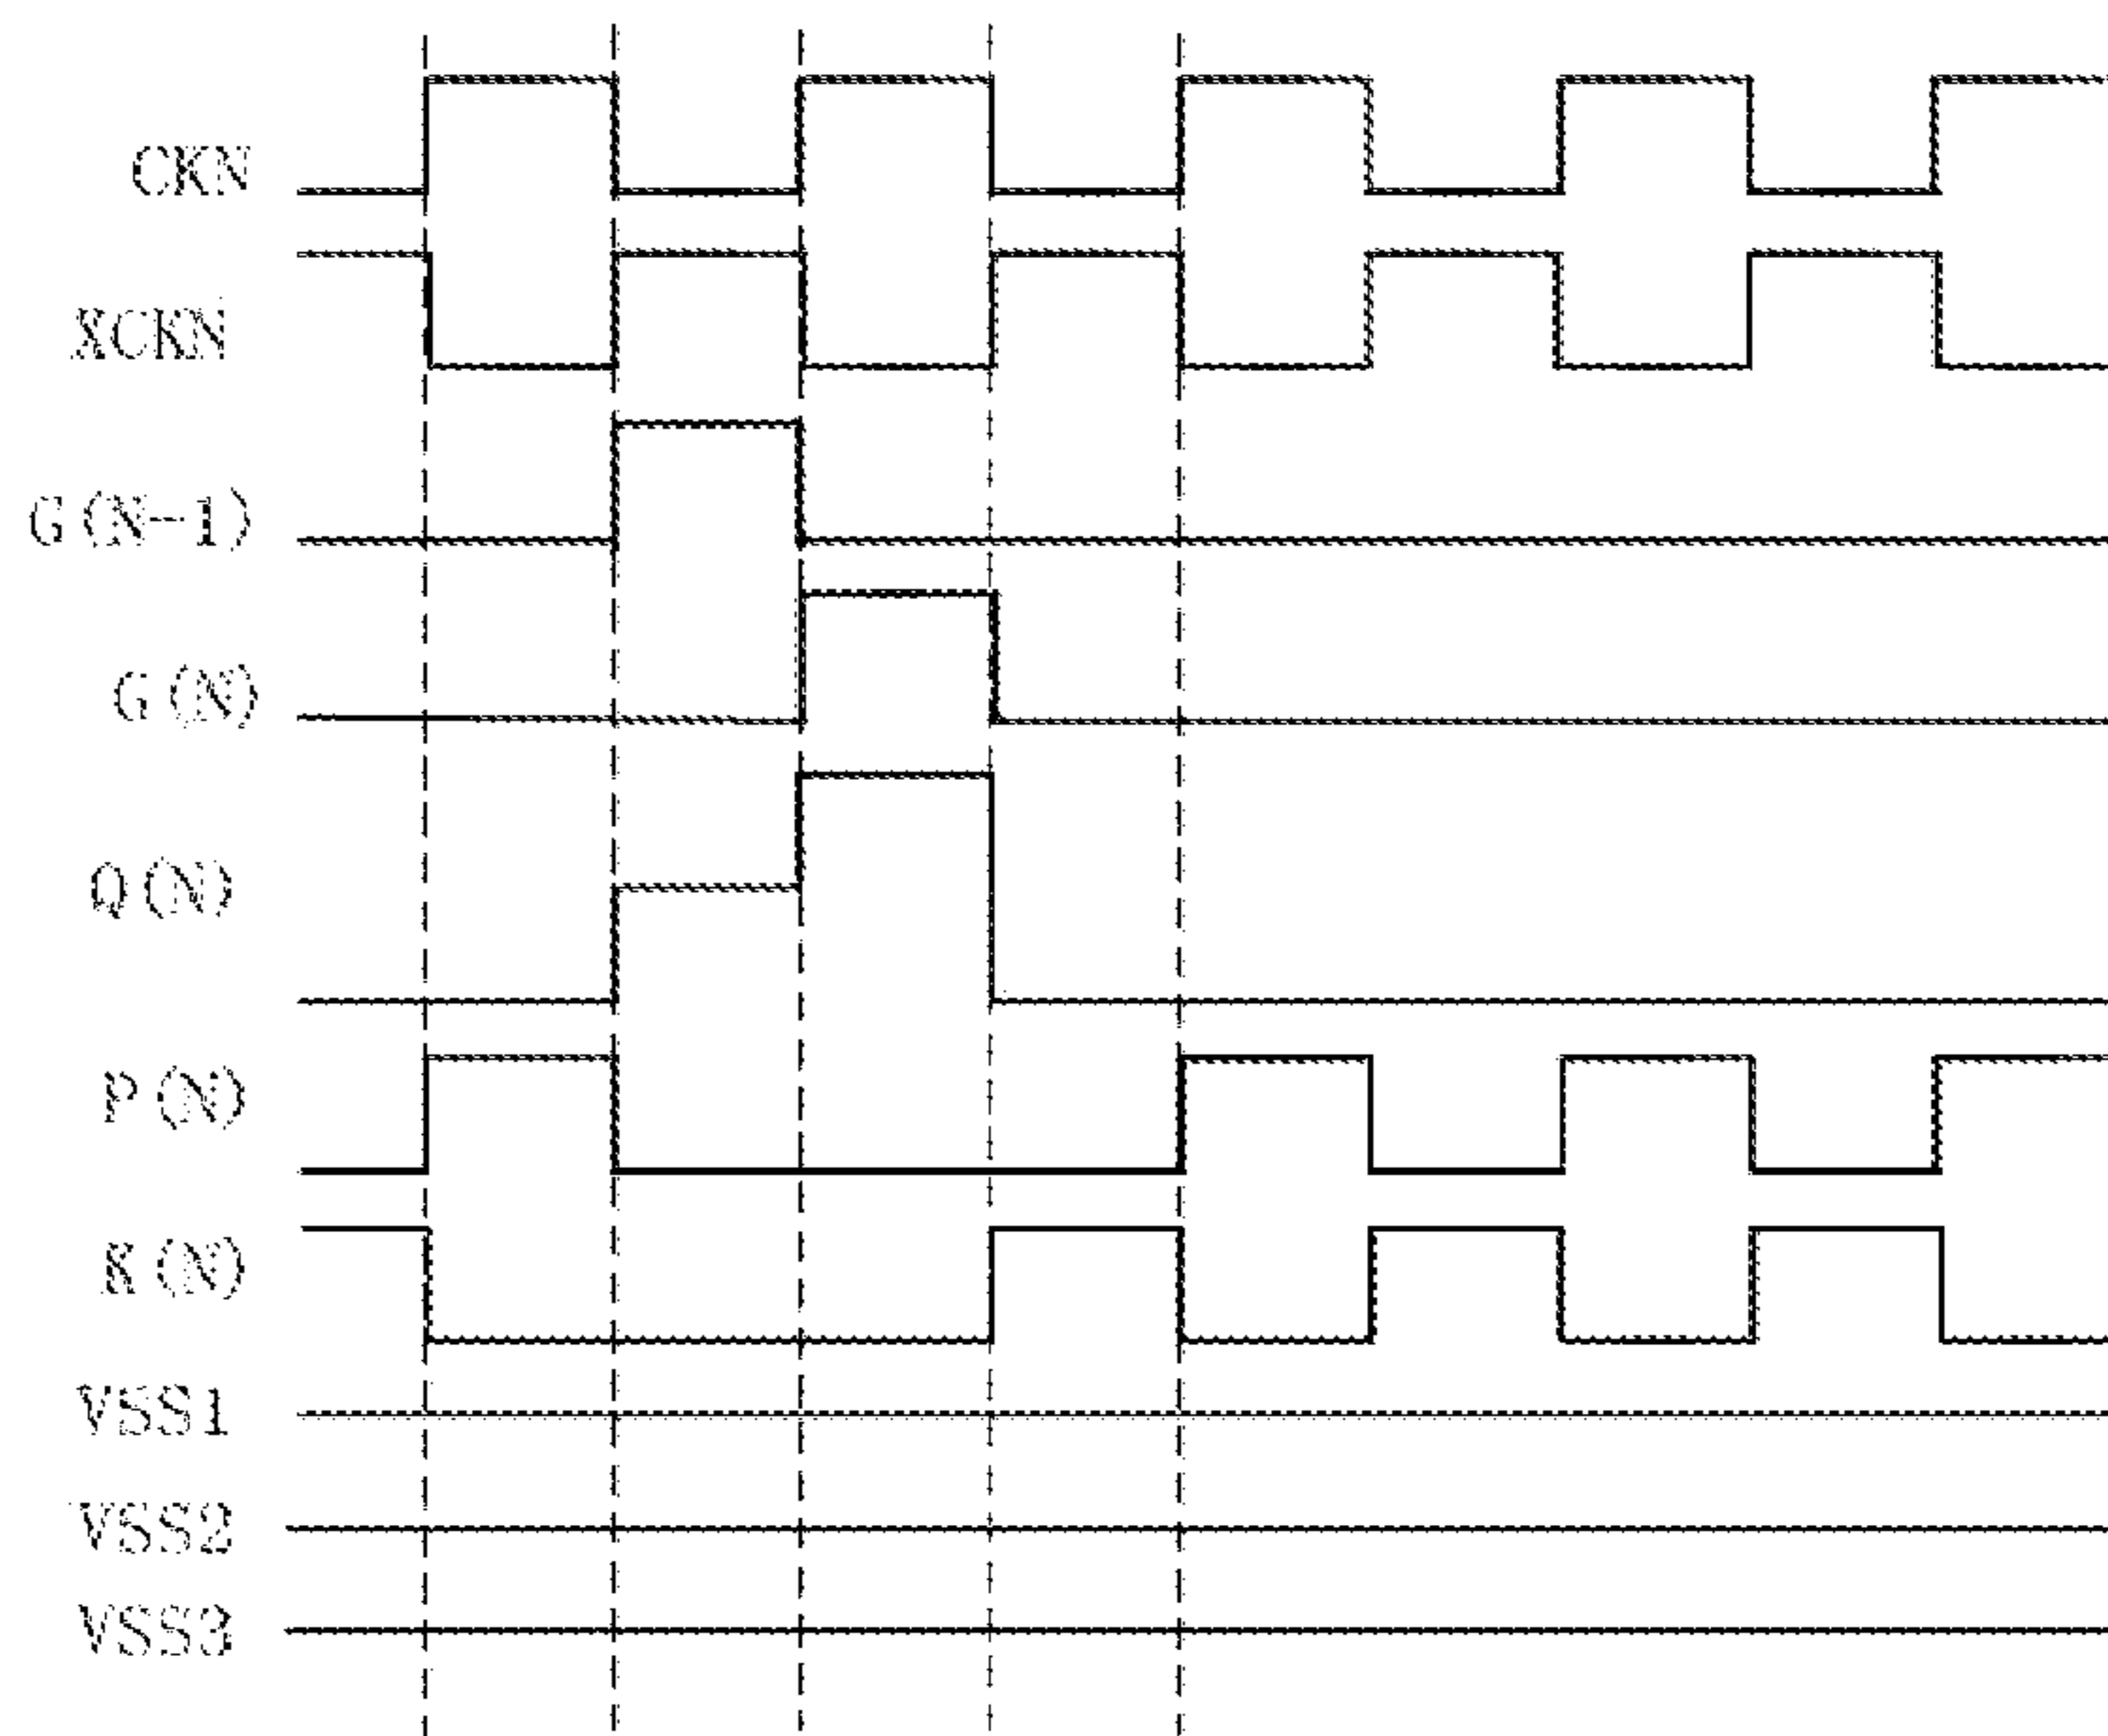 CKN
XCKN
G(N-1)
G(N)
Q(N)
P(N)
K(N)
VSS1
VSS2
VSS3